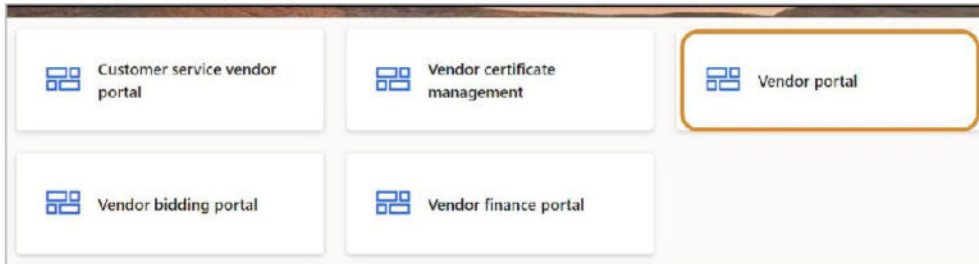 Customer service vendor
portal
Vendor certificate
management
Vendor portal
Vendor bidding portal
Vendor finance portal